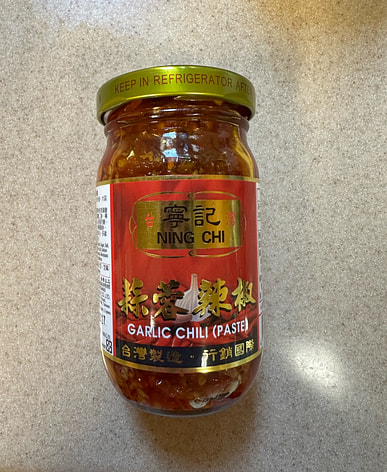 KEEP IN REFRIGERATOR AFT
寧記
NING CHI
蒜蓉辣椒
GARLIC CHILI (PASTE)
台灣製造·行銷國際